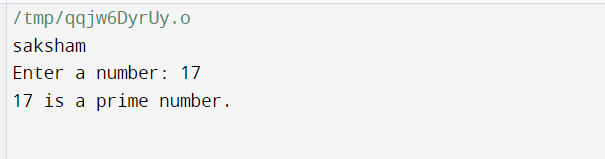 /tmp/qqjw6DyrUy.o
saksham
Enter a number: 17
17 is a prime number.